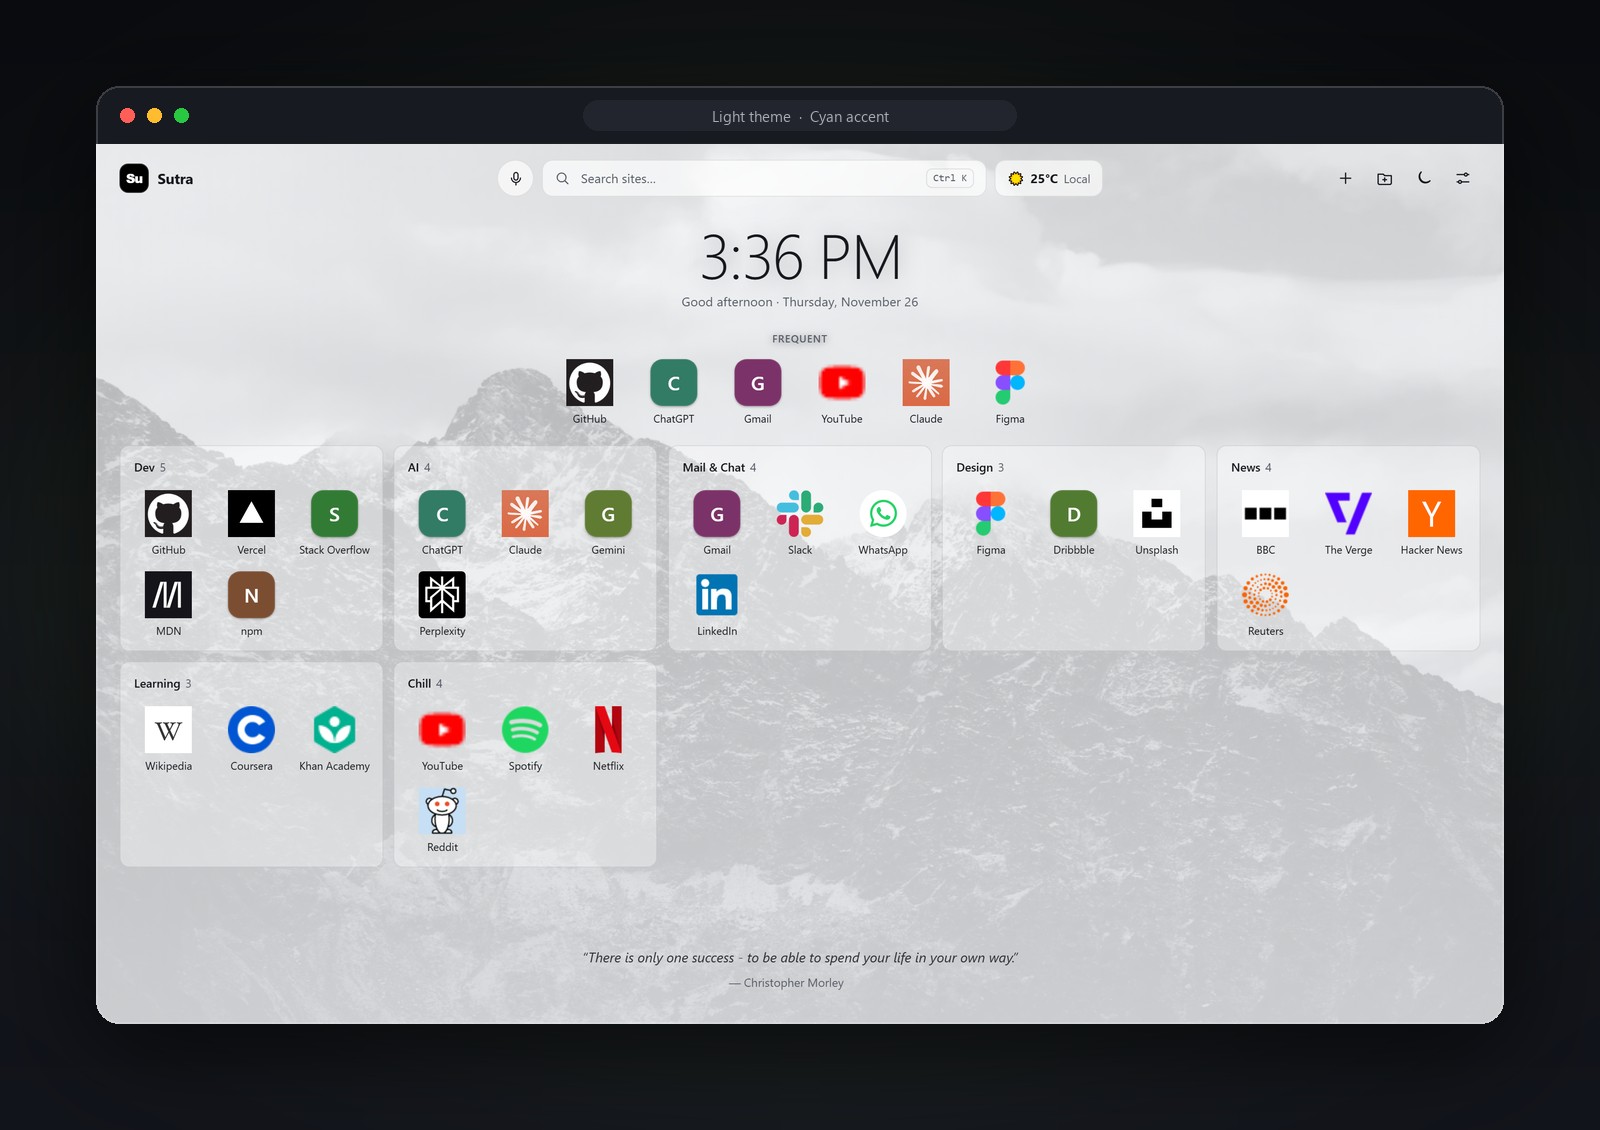 Light theme · Cyan accent
Su Sutra
Search sites... Ctrl K
25°C Local
3:36 PM
Good afternoon · Thursday, November 26
FREQUENT
C G
GitHub ChatGPT Gmail YouTube Claude Figma
Dev 5
S
GitHub Vercel Stack Overflow
N
MDN npm
AI 4
C G
ChatGPT Claude Gemini
Perplexity
Mail & Chat 4
G
Gmail Slack WhatsApp
in
LinkedIn
Design 3
D
Figma Dribbble Unsplash
News 4
Y
BBC The Verge Hacker News
Reuters
Learning 3
W C
Wikipedia Coursera Khan Academy
Chill 4
N
YouTube Spotify Netflix
Reddit
“There is only one success - to be able to spend your life in your own way.”
— Christopher Morley